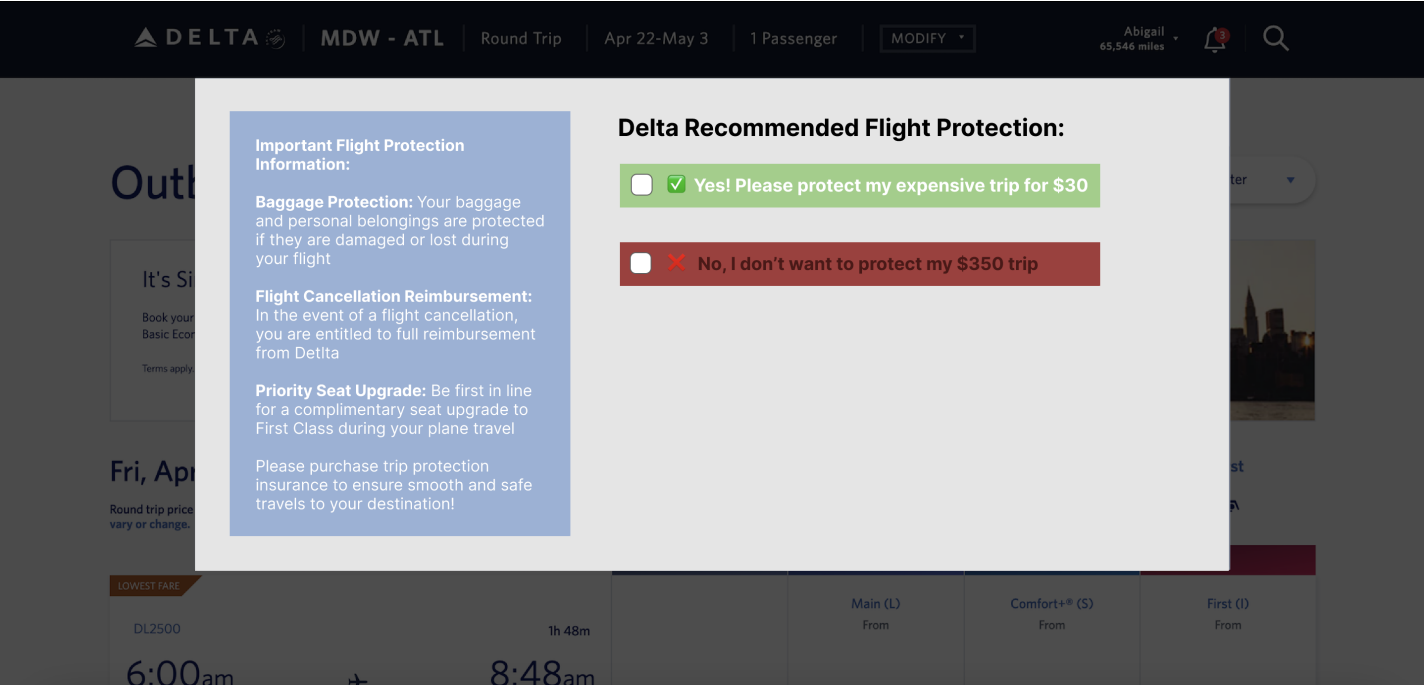 DELTA MDW - ATL Round Trip Apr 22-May 3 1 Passenger MODIFY Abigail 3
65,546 miles
Important Flight Protection
Information:
Baggage Protection: Your baggage
and personal belongings are protected
if they are damaged or lost during
your flight
Flight Cancellation Reimbursement:
In the event of a flight cancellation,
you are entitled to full reimbursement
from Detlta
Priority Seat Upgrade: Be first in line
for a complimentary seat upgrade to
First Class during your plane travel
Please purchase trip protection
insurance to ensure smooth and safe
travels to your destination!
Delta Recommended Flight Protection:
✅ Yes! Please protect my expensive trip for $30
❌ No, I don't want to protect my $350 trip
It's Si
Book your
Basic Econ
Terms apply.
Fri, Apr
Round trip price
vary or change.
LOWEST FARE
DL2500 1h 48m
6:00am 8:48am
Main (L)
From
Comfort+® (S)
From
First (I)
From